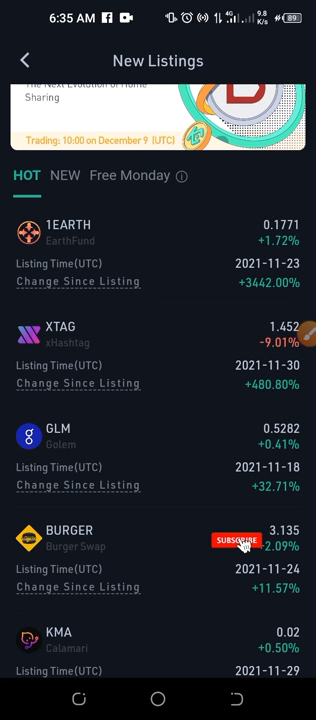 6:35 AM 4G 9.8 K/s 89
New Listings
The Next Evolution of Home
Sharing
Trading: 10:00 on December 9 (UTC)
HOT NEW Free Monday
1EARTH 0.1771
EarthFund +1.72%
Listing Time(UTC) 2021-11-23
Change Since Listing +3442.00%
XTAG 1.452
xHashtag -9.01%
Listing Time(UTC) 2021-11-30
Change Since Listing +480.80%
GLM 0.5282
Golem +0.41%
Listing Time(UTC) 2021-11-18
Change Since Listing +32.71%
BURGER 3.135
Burger Swap SUBSCRIBE 2.09%
Listing Time(UTC) 2021-11-24
Change Since Listing +11.57%
KMA 0.02
Calamari +0.50%
Listing Time(UTC) 2021-11-29